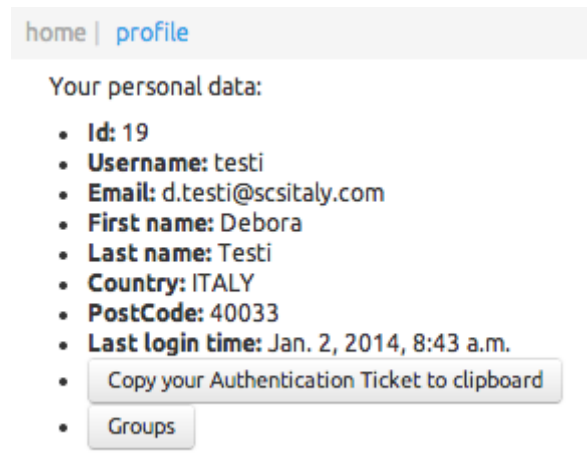 home | profile
Your personal data:
• Id: 19
• Username: testi
• Email: d.testi@scsitaly.com
• First name: Debora
• Last name: Testi
• Country: ITALY
• PostCode: 40033
• Last login time: Jan. 2, 2014, 8:43 a.m.
• Copy your Authentication Ticket to clipboard
• Groups